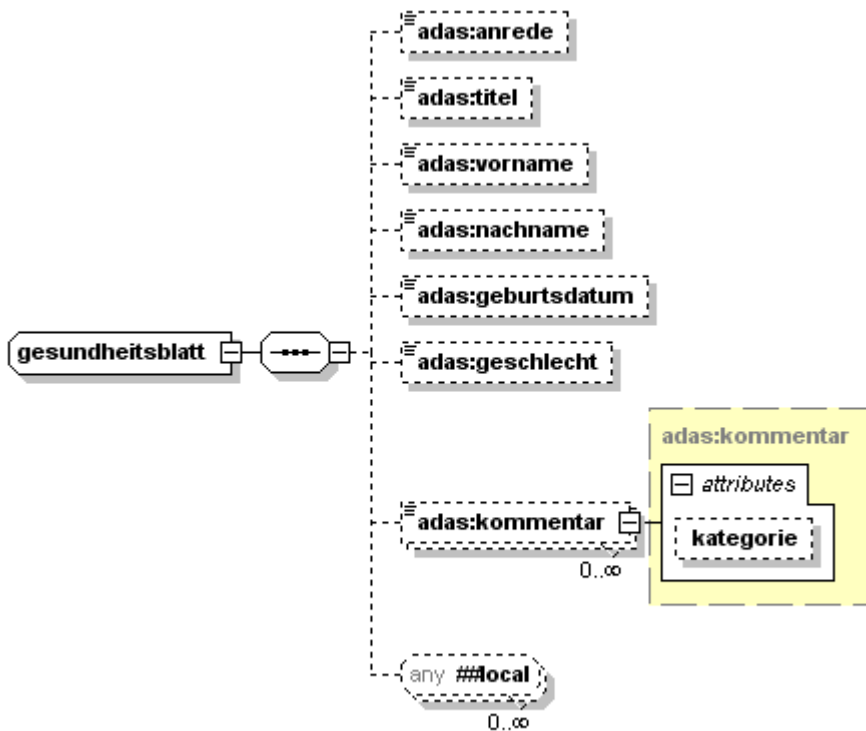 adas:anrede
adas:titel
adas:vorname
adas:nachname
adas:geburtsdatum
gesundheitsblatt
adas:geschlecht
adas:kommentar
attributes
adas:kommentar
kategorie
0..∞
any ##local
0..∞